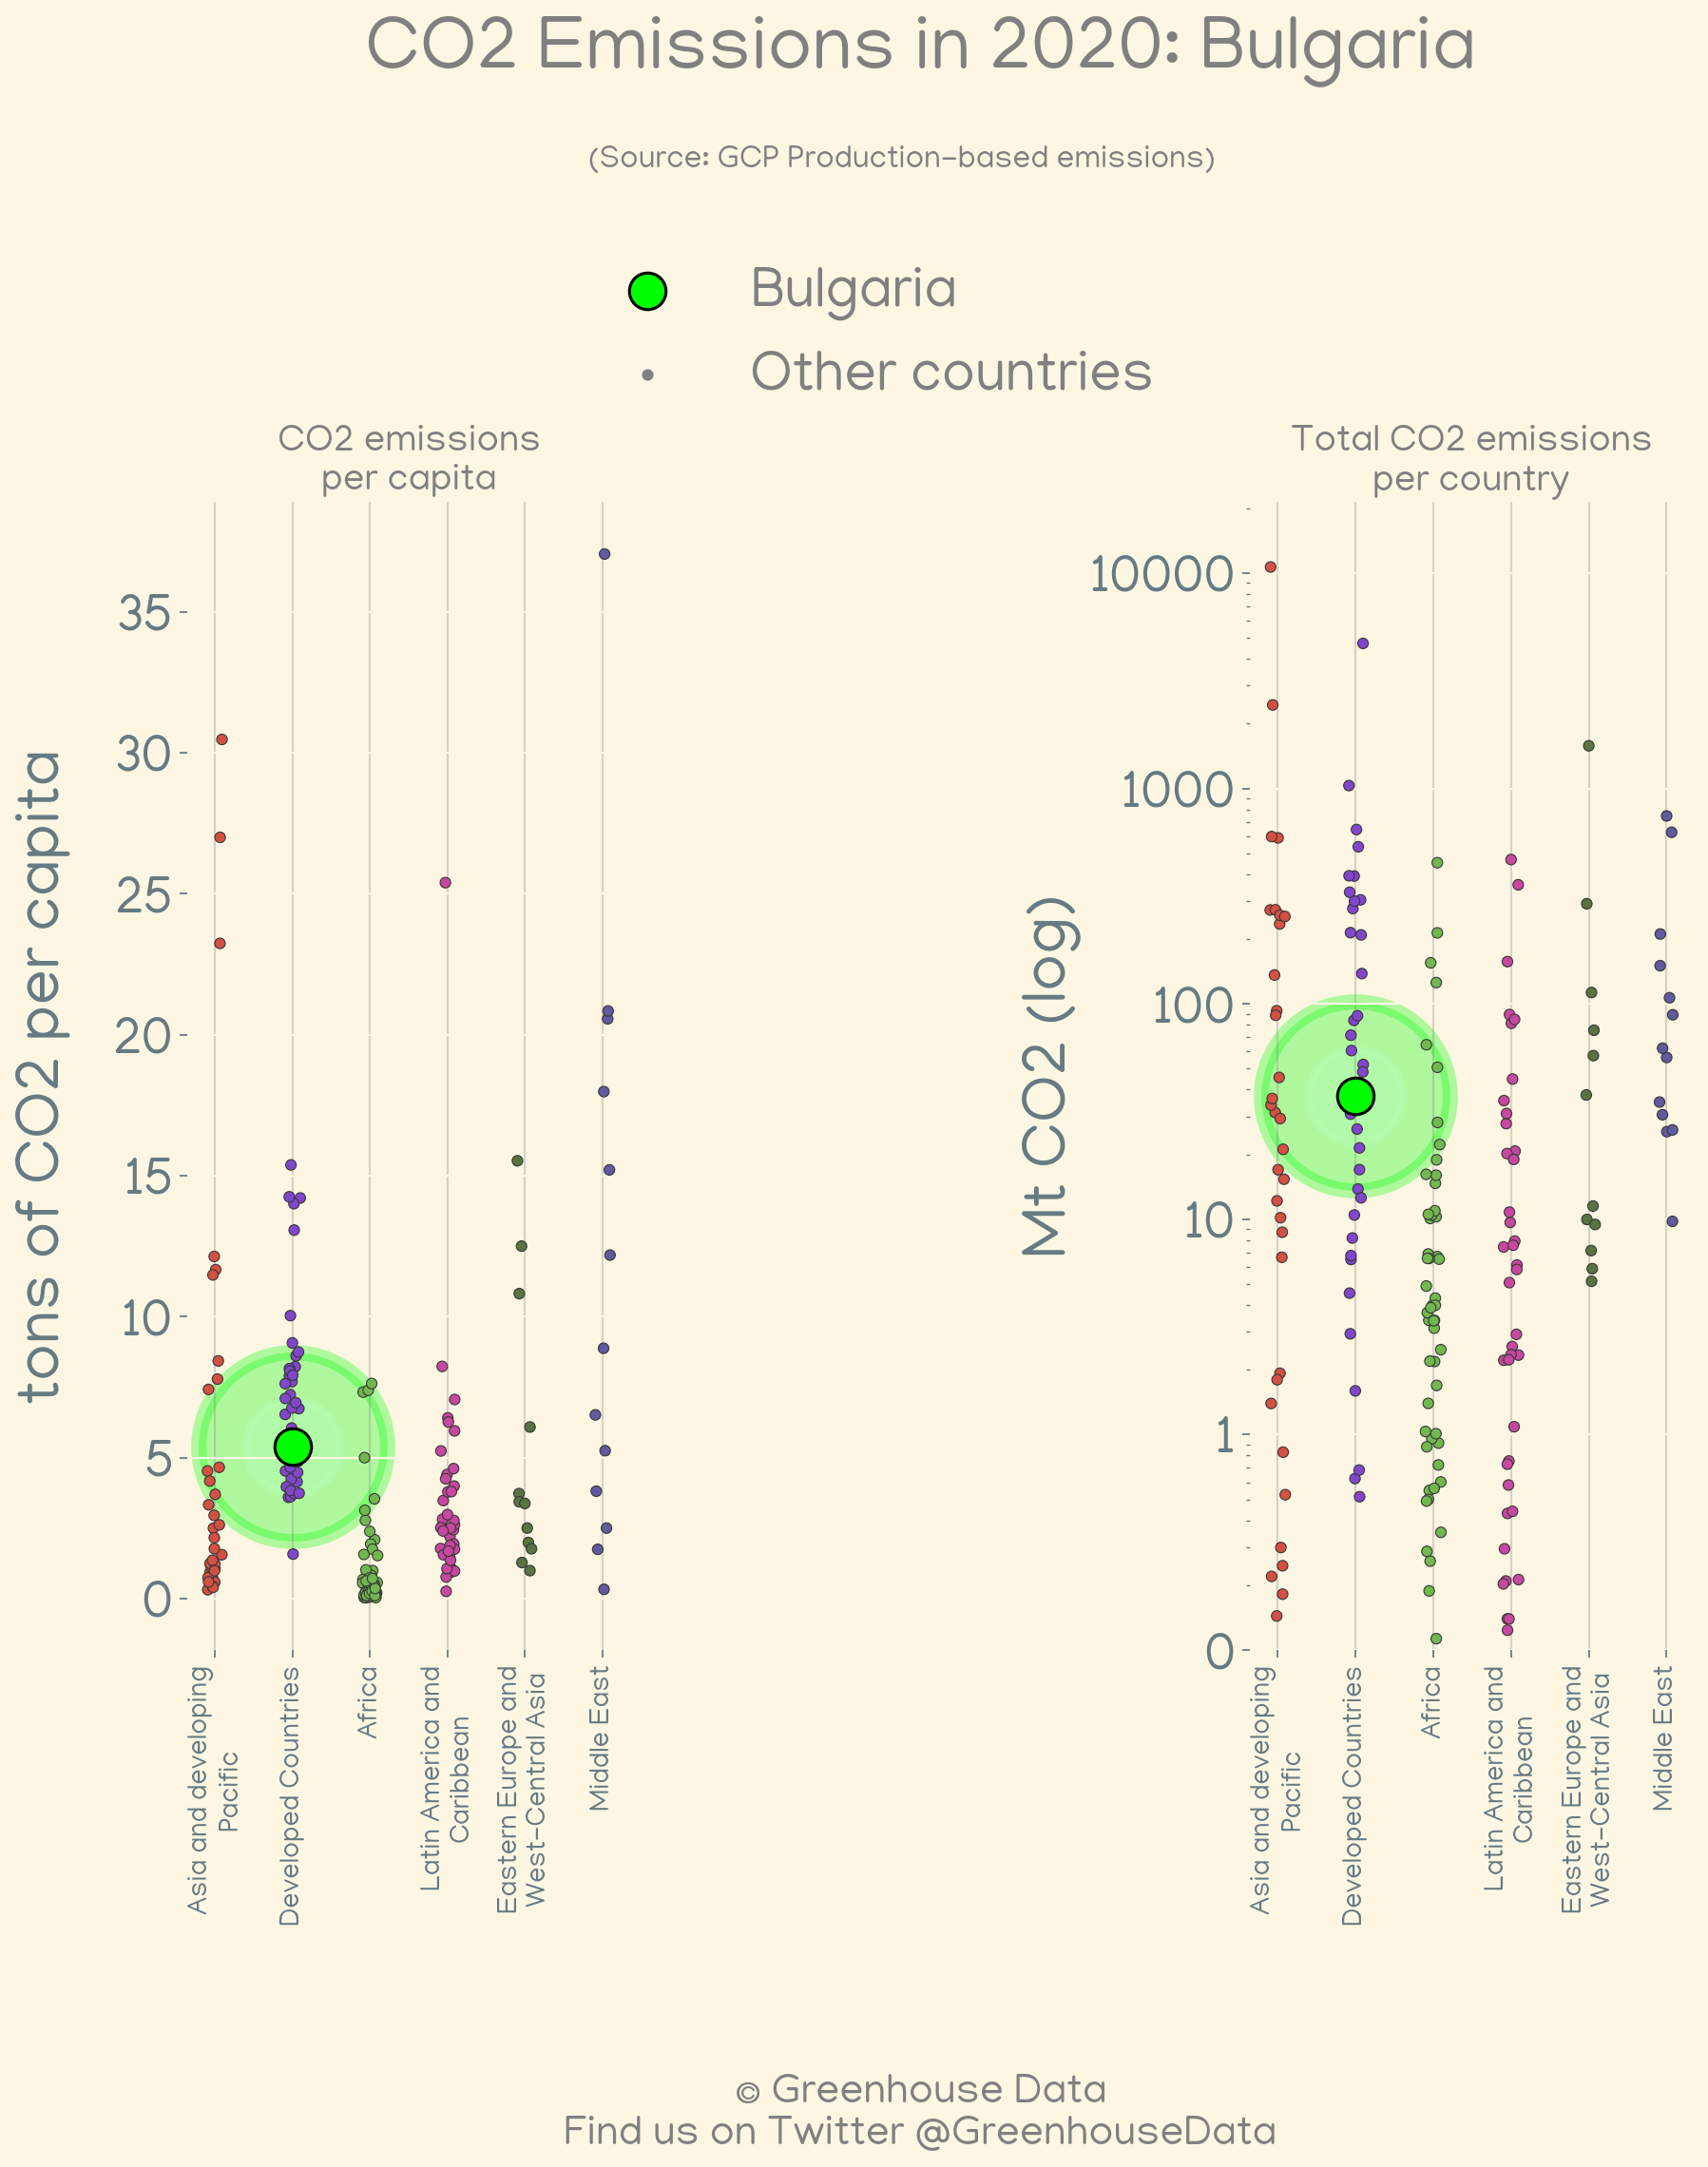 CO2 Emissions in 2020: Bulgaria
(Source: GCP Production-based emissions)
Bulgaria
Other countries
CO2 emissions
per capita
tons of CO2 per capita
35
30
25
20
15
10
5
0
Asia and developing
Pacific
Developed Countries
Africa
Latin America and
Caribbean
Eastern Europe and
West-Central Asia
Middle East
Total CO2 emissions
per country
Mt CO2 (log)
10000
1000
100
10
1
0
Asia and developing
Pacific
Developed Countries
Africa
Latin America and
Caribbean
Eastern Europe and
West-Central Asia
Middle East
© Greenhouse Data
Find us on Twitter @GreenhouseData